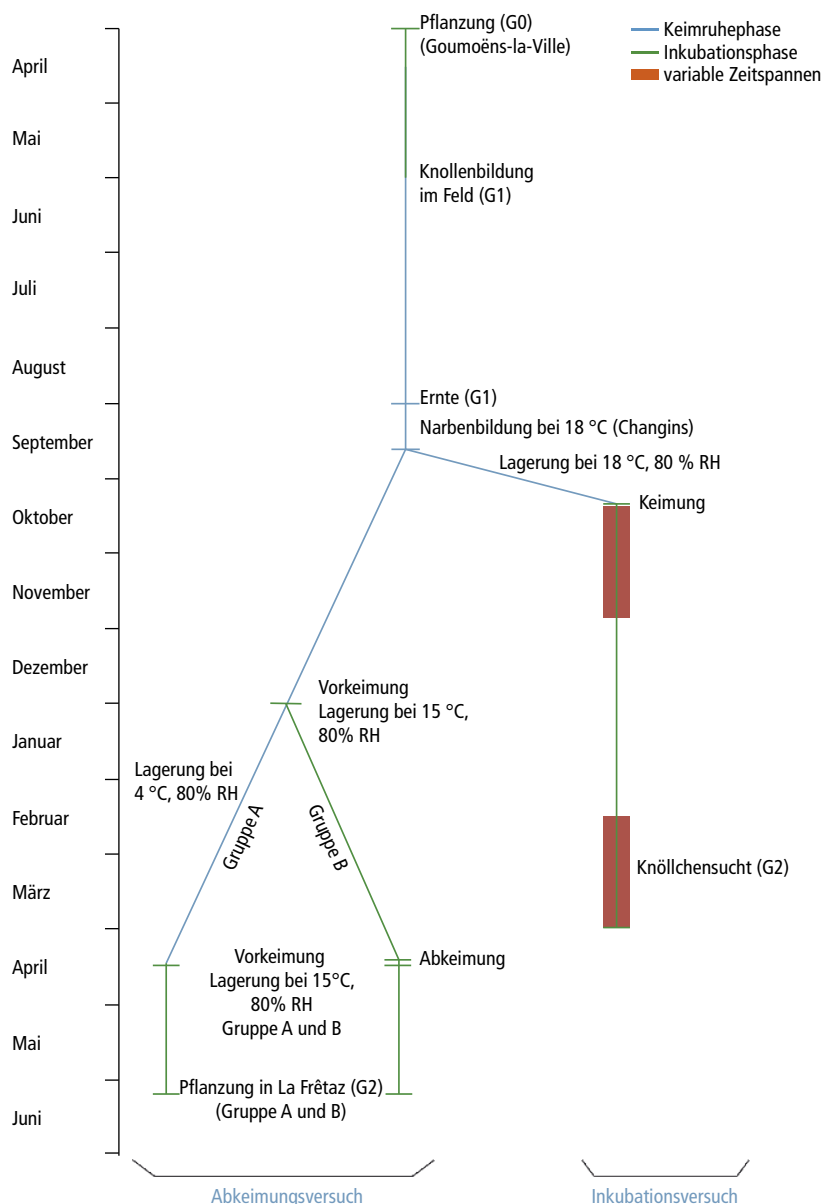 Pflanzung (G0)
(Goumoëns-la-Ville)
Keimruhephase
Inkubationsphase
variable Zeitspannen
April
Mai
Knollenbildung
im Feld (G1)
Juni
Juli
August
Ernte (G1)
Narbenbildung bei 18 °C (Changins)
September
Lagerung bei 18 °C, 80 % RH
Keimung
Oktober
November
Dezember
Vorkeimung
Lagerung bei 15 °C,
80% RH
Januar
Lagerung bei
4 °C, 80% RH
Gruppe A
Gruppe B
Februar
Knöllchensucht (G2)
März
April
Abkeimung
Vorkeimung
Lagerung bei 15°C,
80% RH
Gruppe A und B
Mai
Pflanzung in La Frêtaz (G2)
(Gruppe A und B)
Juni
Abkeimungsversuch
Inkubationsversuch